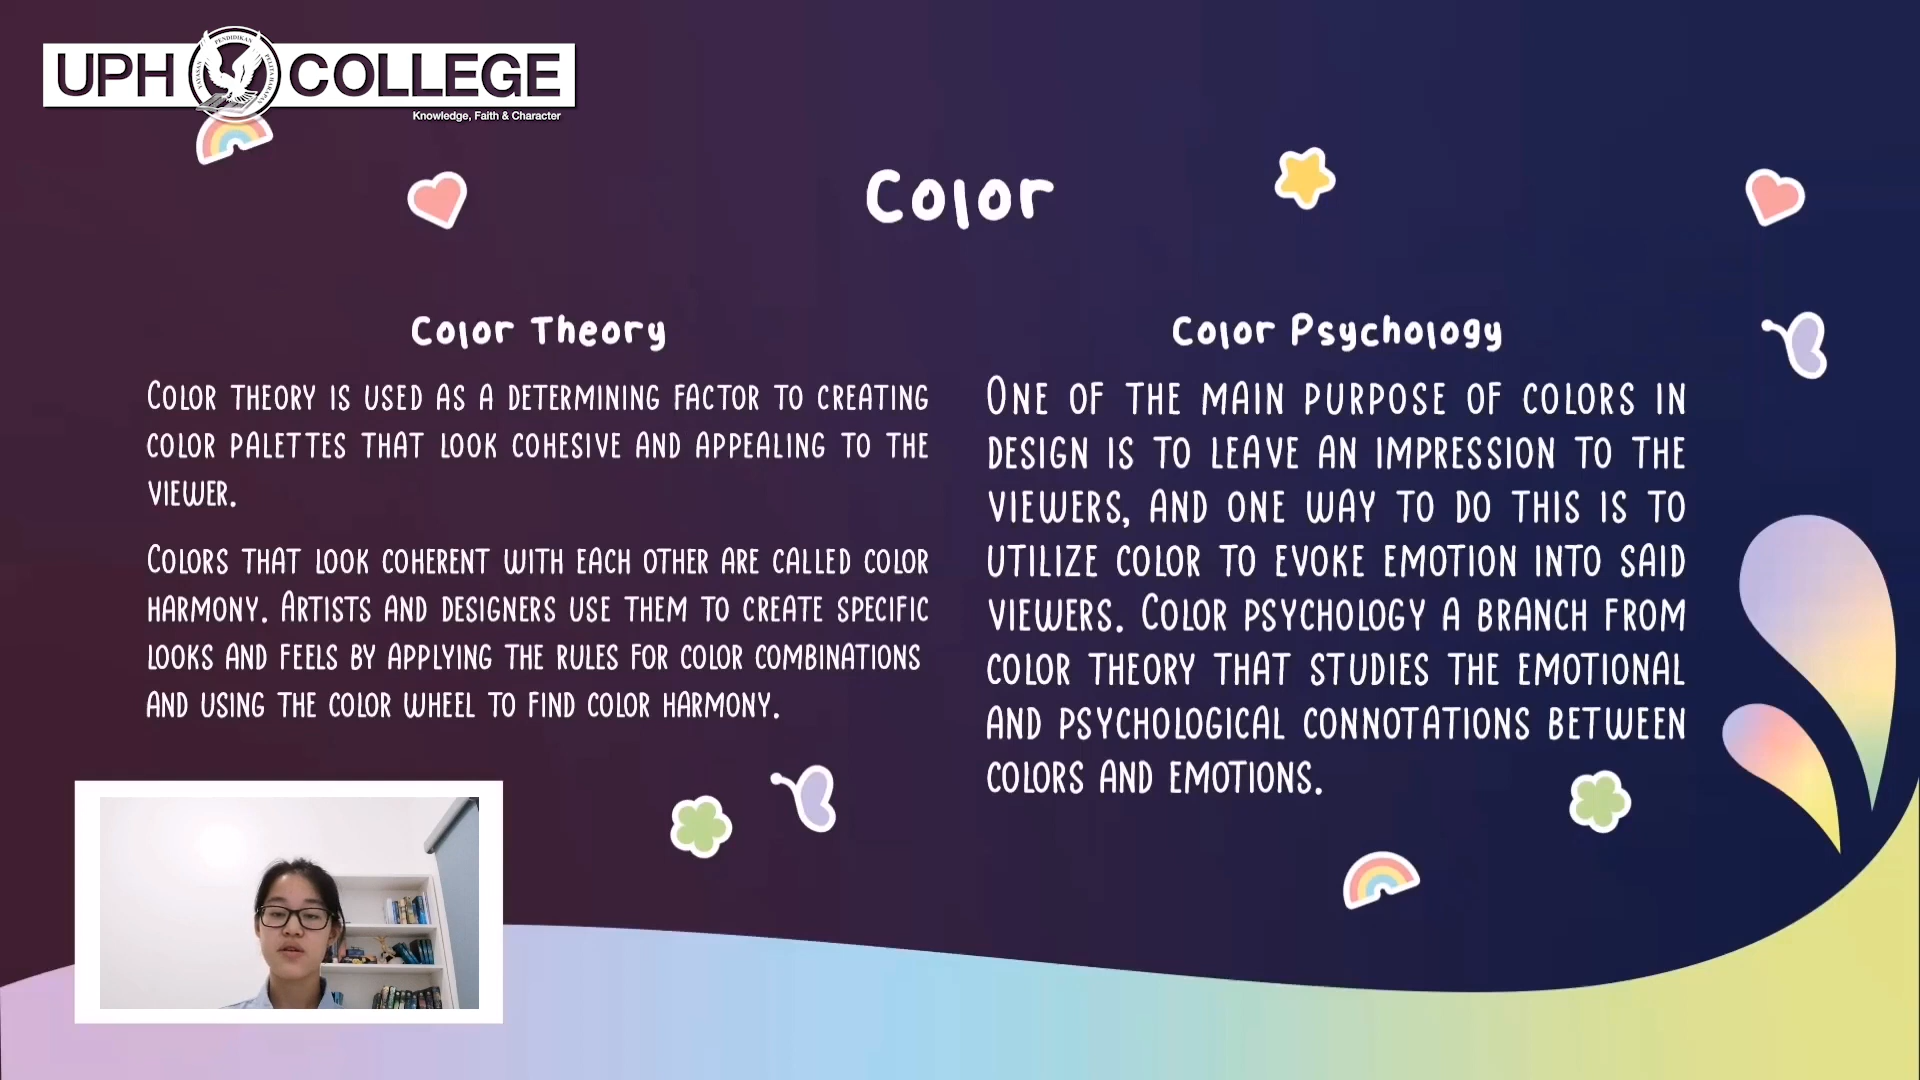 UPH COLLEGE
Knowledge, Faith & Character
Color
Color Theory
Color theory is used as a determining factor to creating
color palettes that look cohesive and appealing to the
viewer.
Colors that look coherent with each other are called color
harmony. Artists and designers use them to create specific
looks and feels by applying the rules for color combinations
and using the color wheel to find color harmony.
Color Psychology
One of the main purpose of colors in
design is to leave an impression to the
viewers, and one way to do this is to
utilize color to evoke emotion into said
viewers. Color psychology a branch from
color theory that studies the emotional
and psychological connotations between
colors and emotions.